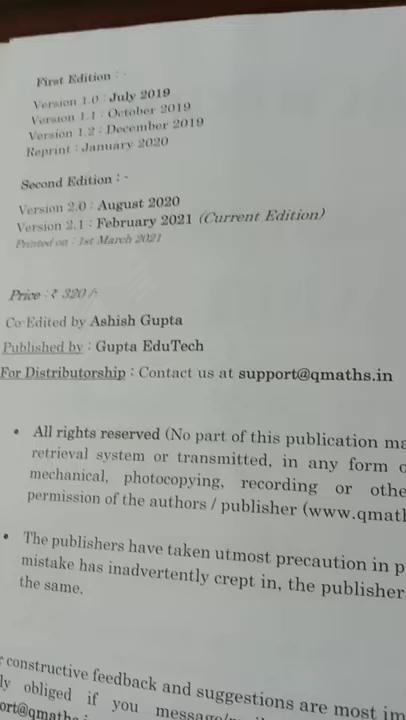 First Edition : -
Version 1.0 : July 2019
Version 1.1 : October 2019
Version 1.2 : December 2019
Reprint : January 2020
Second Edition : -
Version 2.0 : August 2020
Version 2.1 : February 2021 (Current Edition)
Printed on : 1st March 2021
Price : ₹ 320 /-
Co-Edited by Ashish Gupta
Published by : Gupta EduTech
For Distributorship : Contact us at support@qmaths.in
• All rights reserved (No part of this publication ma
retrieval system or transmitted, in any form o
mechanical, photocopying, recording or othe
permission of the authors / publisher (www.qmath
• The publishers have taken utmost precaution in p
mistake has inadvertently crept in, the publisher
the same.
constructive feedback and suggestions are most im
ly obliged if you message/
ort@qmaths